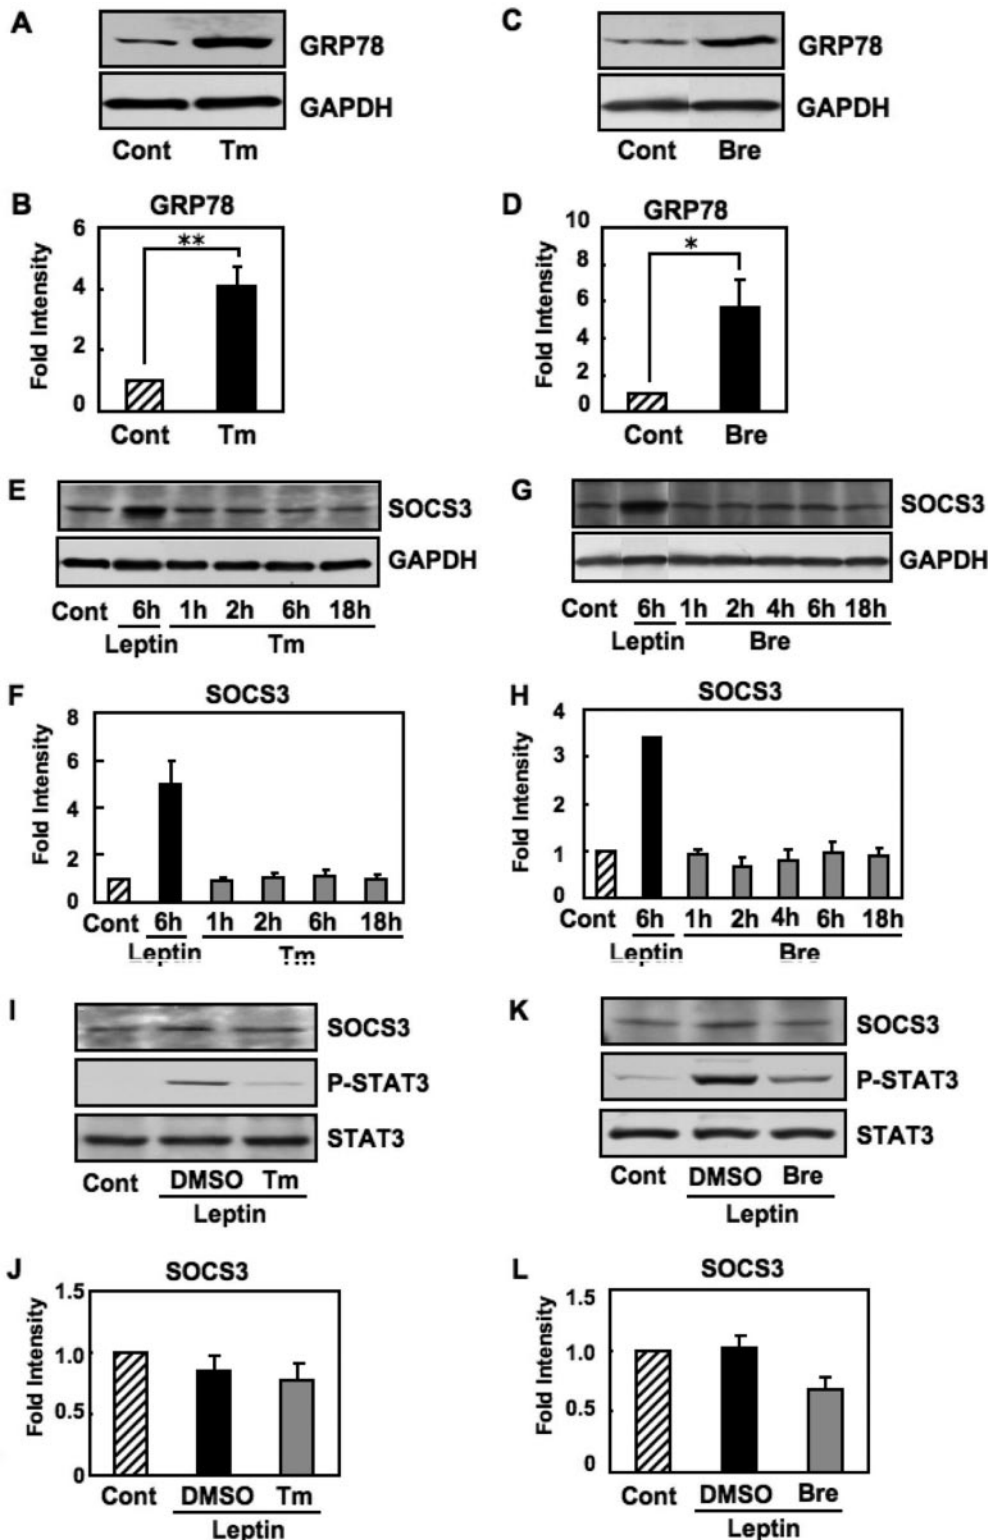 A
GRP78
GAPDH
Cont Tm
C
GRP78
GAPDH
Cont Bre
B
GRP78
Fold Intensity
6
4
2
0
**
Cont Tm
D
GRP78
Fold Intensity
10
8
6
4
2
0
*
Cont Bre
E
SOCS3
GAPDH
Cont 6h 1h 2h 6h 18h
Leptin Tm
G
SOCS3
GAPDH
Cont 6h 1h 2h 4h 6h 18h
Leptin Bre
F
SOCS3
Fold Intensity
8
6
4
2
0
Cont 6h 1h 2h 6h 18h
Leptin Tm
H
SOCS3
Fold Intensity
4
3
2
1
0
Cont 6h 1h 2h 4h 6h 18h
Leptin Bre
I
SOCS3
P-STAT3
STAT3
Cont DMSO Tm
Leptin
K
SOCS3
P-STAT3
STAT3
Cont DMSO Bre
Leptin
J
SOCS3
Fold Intensity
1.5
1.0
0.5
0
Cont DMSO Tm
Leptin
L
SOCS3
Fold Intensity
1.5
1.0
0.5
0
Cont DMSO Bre
Leptin